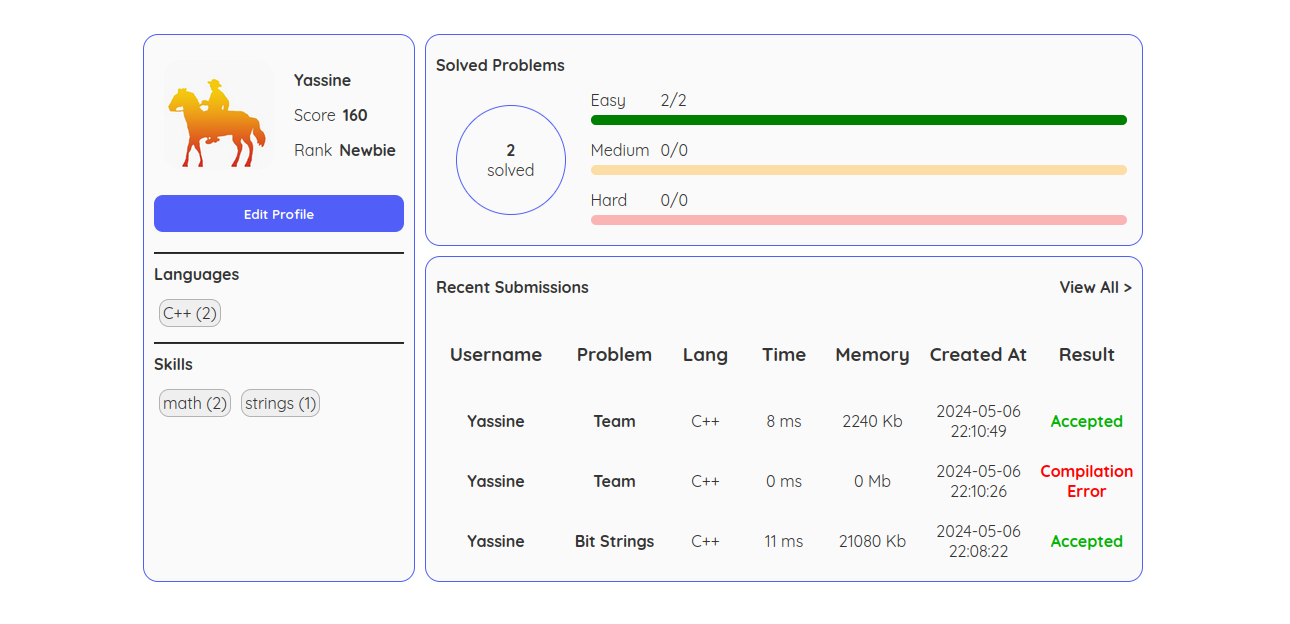 Yassine
Score 160
Rank Newbie
Edit Profile
Languages
C++ (2)
Skills
math (2) strings (1)
Solved Problems
2
solved
Easy 2/2
Medium 0/0
Hard 0/0
Recent Submissions View All >
Username Problem Lang Time Memory Created At Result
Yassine Team C++ 8 ms 2240 Kb 2024-05-06 22:10:49 Accepted
Yassine Team C++ 0 ms 0 Mb 2024-05-06 22:10:26 Compilation Error
Yassine Bit Strings C++ 11 ms 21080 Kb 2024-05-06 22:08:22 Accepted